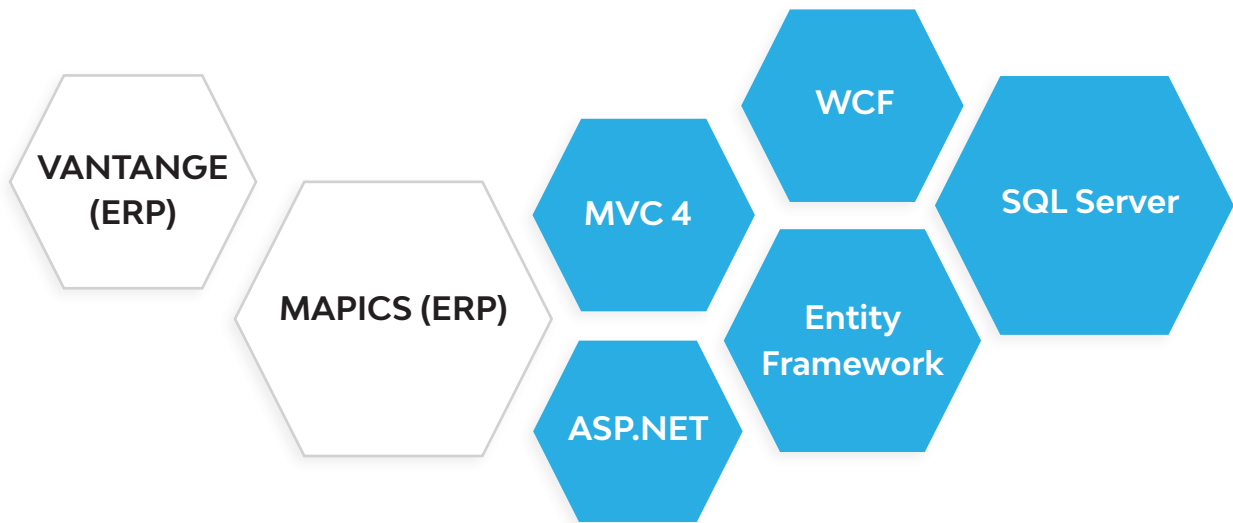 VANTANGE
(ERP)
MAPICS (ERP)
MVC 4
ASP.NET
WCF
Entity
Framework
SQL Server